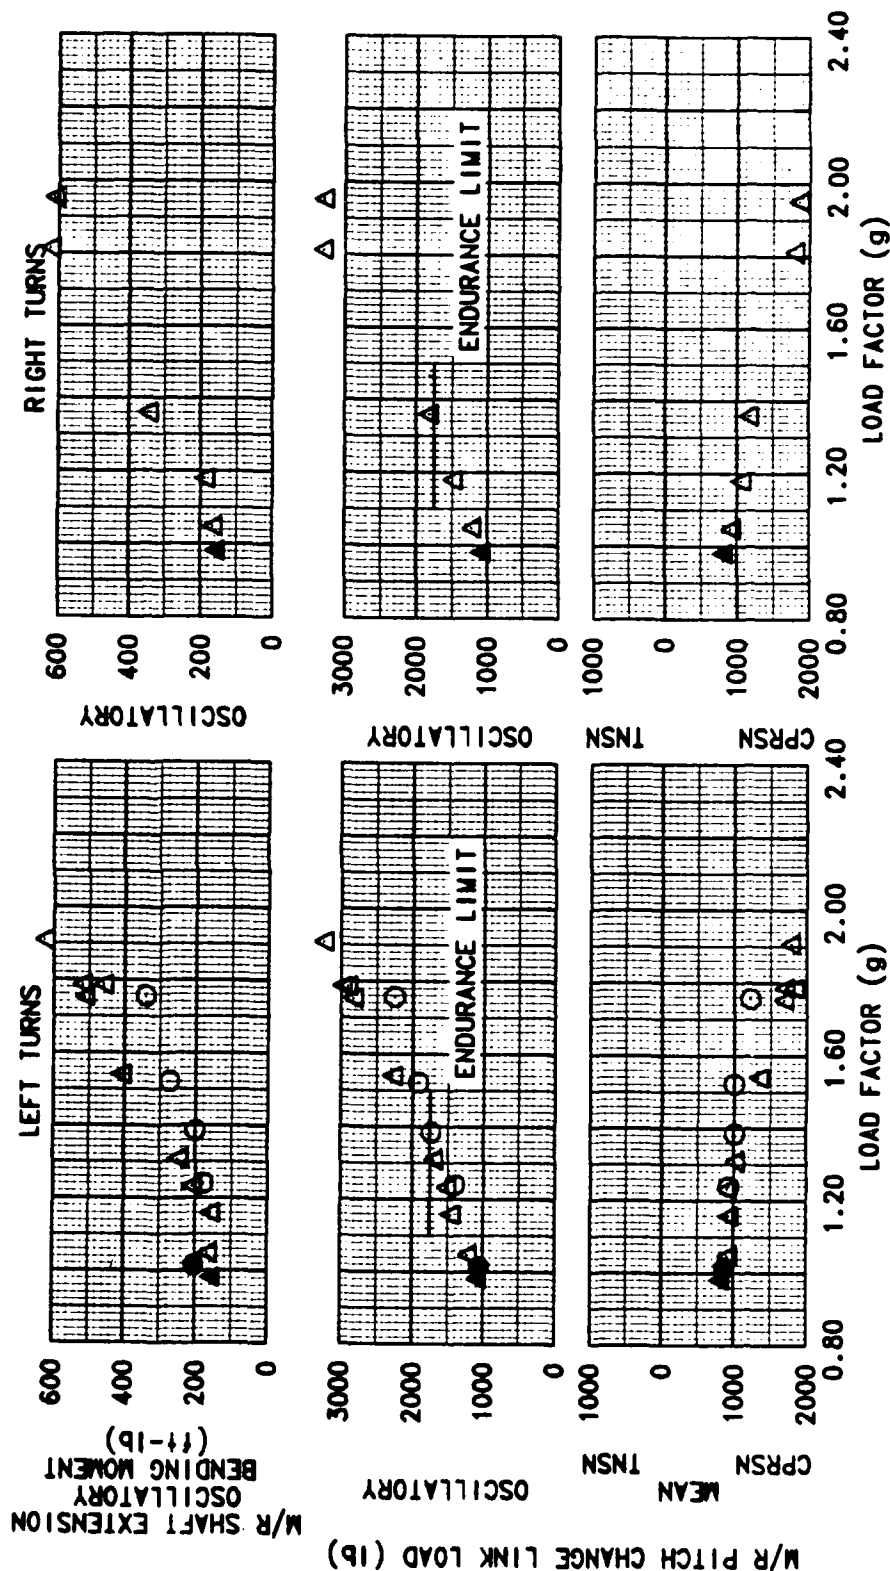 LEFT TURNS
RIGHT TURNS
M/R SHAFT EXTENSION
OSCILLATORY
BENDING MOMENT
(ft-lb)
600
400
200
0
OSCILLATORY
600
400
200
0
M/R PITCH CHANGE LINK LOAD (lb)
OSCILLATORY
3000
2000
1000
0
ENDURANCE LIMIT
OSCILLATORY
3000
2000
1000
0
ENDURANCE LIMIT
MEAN
CPRSN TNSN
1000
0
1000
2000
0.80 1.20 1.60 2.00 2.40
LOAD FACTOR (g)
CPRSN TNSN
1000
0
1000
2000
0.80 1.20 1.60 2.00 2.40
LOAD FACTOR (g)